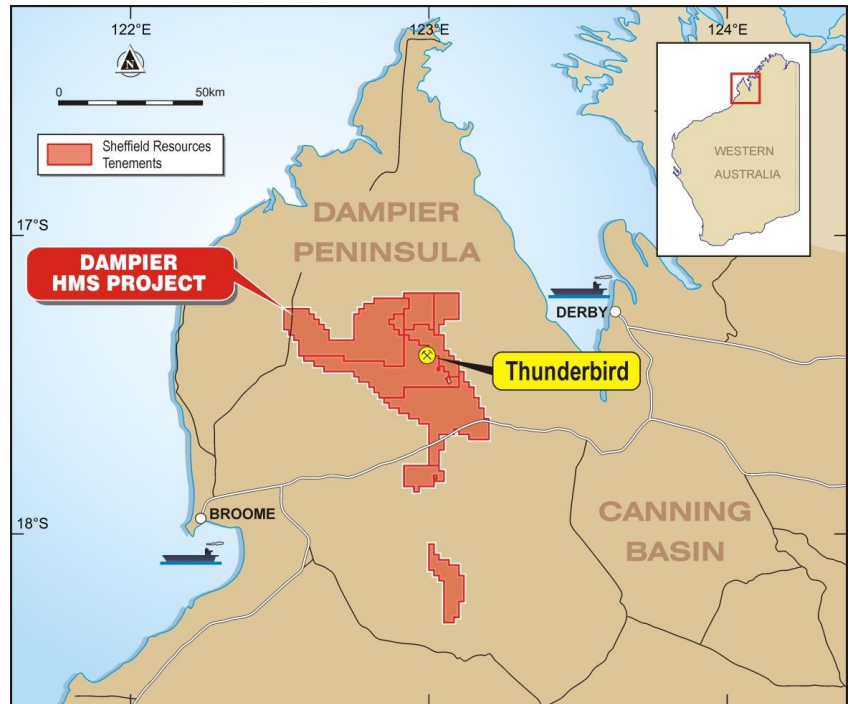 122°E
123°E
124°E
0
50km
Sheffield Resources
Tenements
WESTERN
AUSTRALIA
17°S
DAMPIER
PENINSULA
DAMPIER
HMS PROJECT
DERBY
Thunderbird
18°S
BROOME
CANNING
BASIN